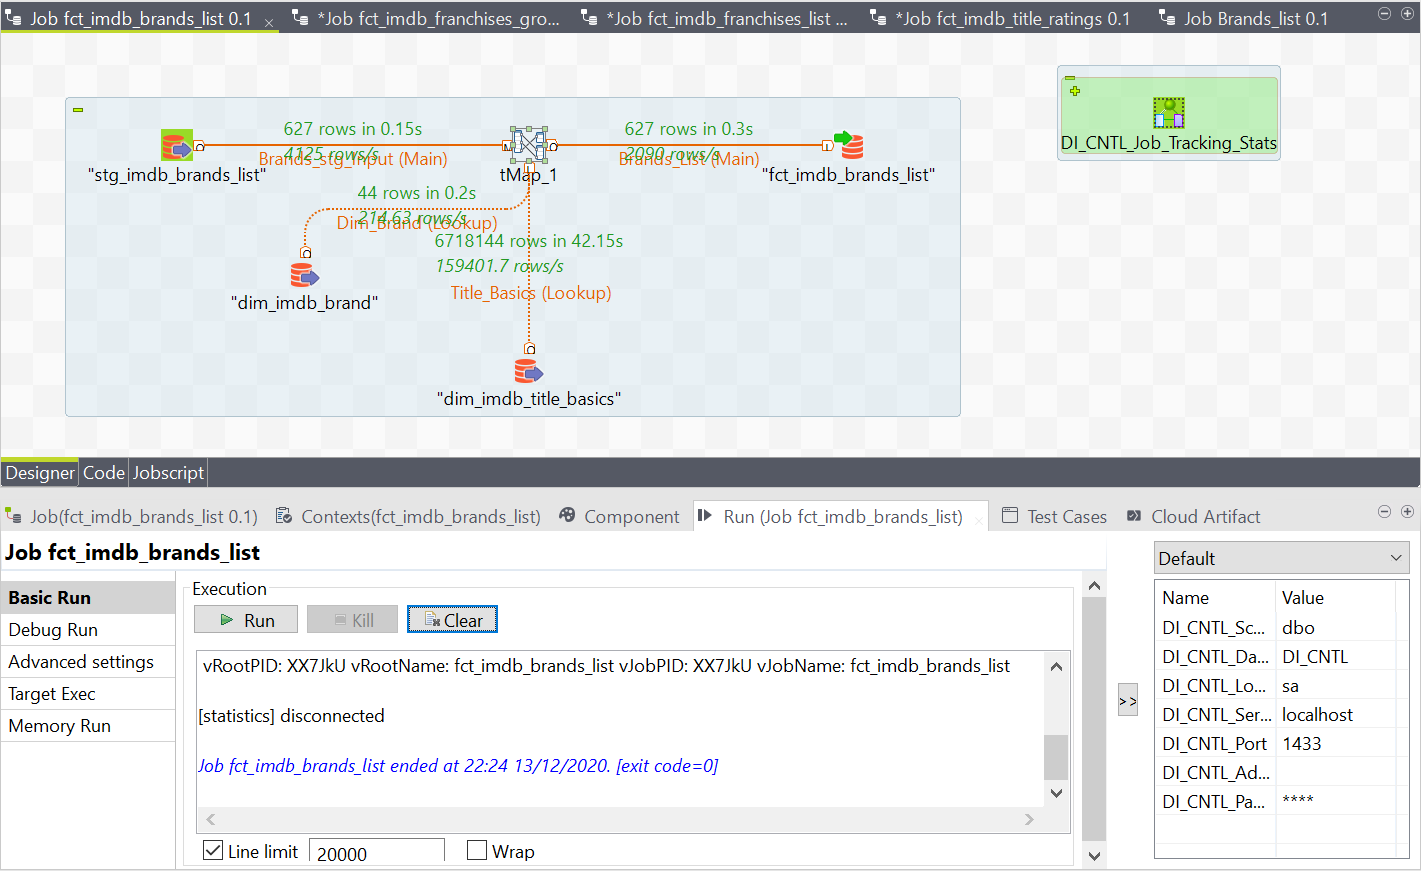 Job fct_imdb_brands_list 0.1
*Job fct_imdb_franchises_gro...
*Job fct_imdb_franchises_list ...
*Job fct_imdb_title_ratings 0.1
Job Brands_list 0.1
627 rows in 0.15s
4125 rows/s
Brands_stg_Input (Main)
627 rows in 0.3s
2090 rows/s
Brands_List (Main)
"stg_imdb_brands_list"
tMap_1
"fct_imdb_brands_list"
DI_CNTL_Job_Tracking_Stats
44 rows in 0.2s
214.63 rows/s
Dim_Brand (Lookup)
6718144 rows in 42.15s
159401.7 rows/s
Title_Basics (Lookup)
"dim_imdb_brand"
"dim_imdb_title_basics"
Designer
Code
Jobscript
Job(fct_imdb_brands_list 0.1)
Contexts(fct_imdb_brands_list)
Component
Run (Job fct_imdb_brands_list)
Test Cases
Cloud Artifact
Job fct_imdb_brands_list
Basic Run
Debug Run
Advanced settings
Target Exec
Memory Run
Execution
Run
Kill
Clear
vRootPID: XX7JkU vRootName: fct_imdb_brands_list vJobPID: XX7JkU vJobName: fct_imdb_brands_list
[statistics] disconnected
Job fct_imdb_brands_list ended at 22:24 13/12/2020. [exit code=0]
Line limit
20000
Wrap
>>
Default
Name Value
DI_CNTL_Sc... dbo
DI_CNTL_Da... DI_CNTL
DI_CNTL_Lo... sa
DI_CNTL_Ser... localhost
DI_CNTL_Port 1433
DI_CNTL_Ad...
DI_CNTL_Pa... ****